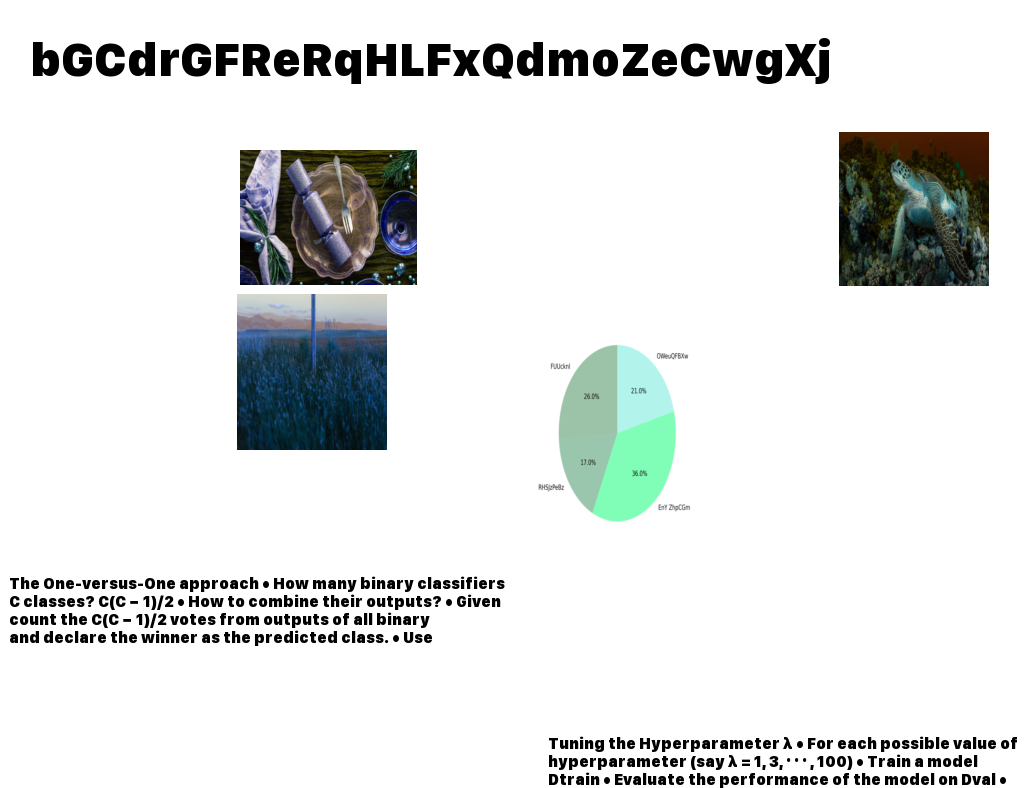 bGCdrGFReRqHLFxQdmoZeCwgXj
OWeuQFBXw
FUUcknI
21.0%
26.0%
17.0%
36.0%
RHSJzPeBz
EnY ZhpCGm
The One-versus-One approach • How many binary classifiers
C classes? C(C − 1)/2 • How to combine their outputs? • Given
count the C(C − 1)/2 votes from outputs of all binary
and declare the winner as the predicted class. • Use
Tuning the Hyperparameter λ • For each possible value of
hyperparameter (say λ = 1, 3, · · · , 100) • Train a model
Dtrain • Evaluate the performance of the model on Dval •